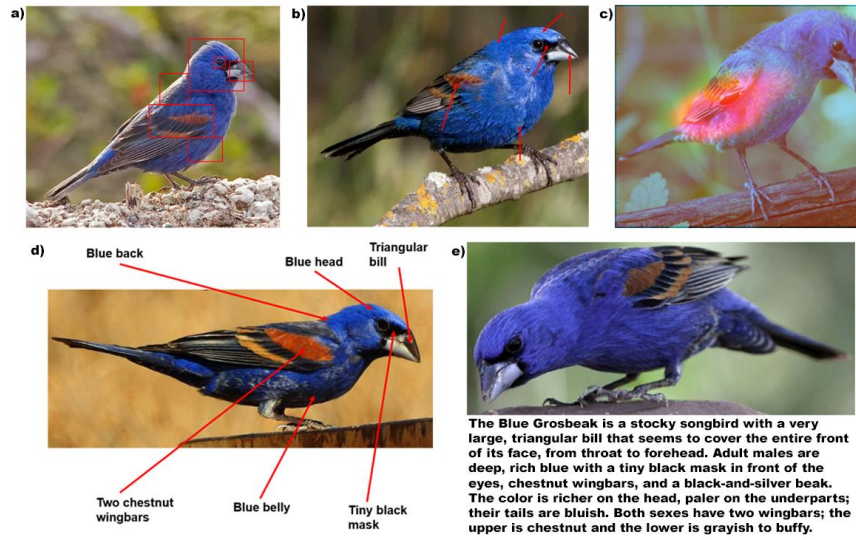 a)
b)
c)
d)
Blue back
Blue head
Triangular
bill
Two chestnut
wingbars
Blue belly
Tiny black
mask
e)
The Blue Grosbeak is a stocky songbird with a very
large, triangular bill that seems to cover the entire front
of its face, from throat to forehead. Adult males are
deep, rich blue with a tiny black mask in front of the
eyes, chestnut wingbars, and a black-and-silver beak.
The color is richer on the head, paler on the underparts;
their tails are bluish. Both sexes have two wingbars; the
upper is chestnut and the lower is grayish to buffy.